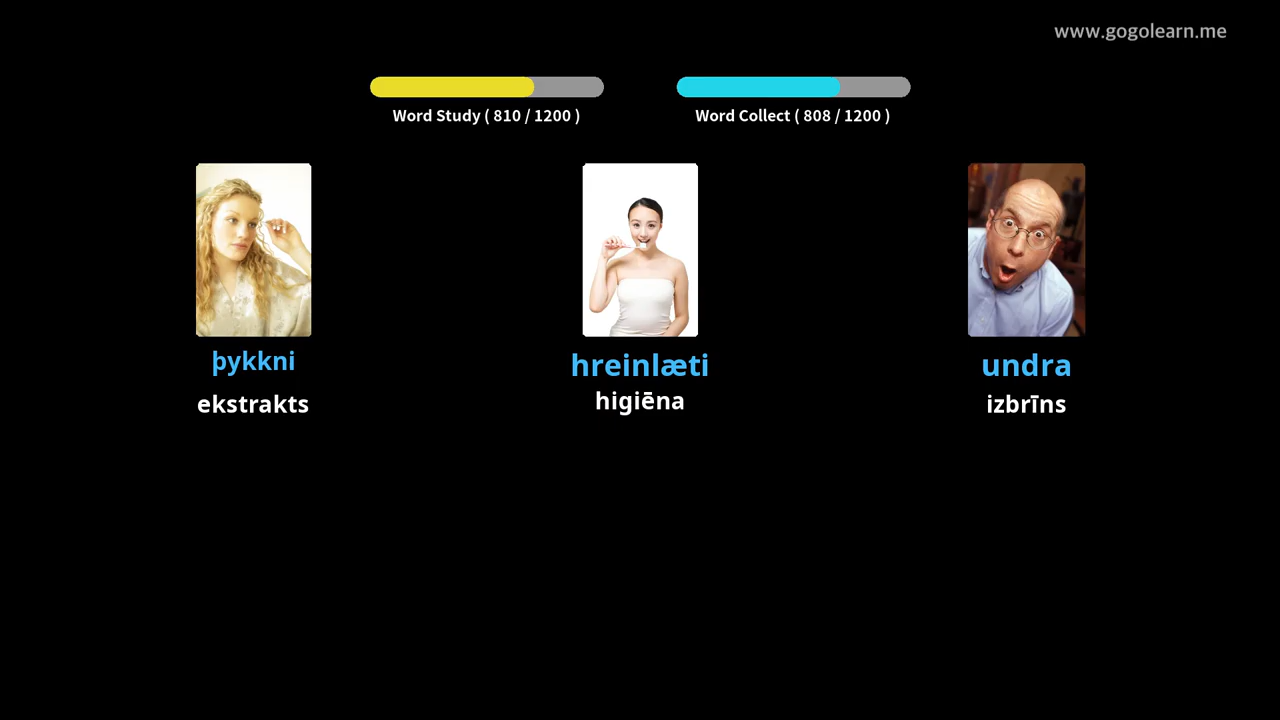 www.gogolearn.me
Word Study ( 810 / 1200 )
Word Collect ( 808 / 1200 )
þykkni
ekstrakts
hreinlæti
higiēna
undra
izbrīns